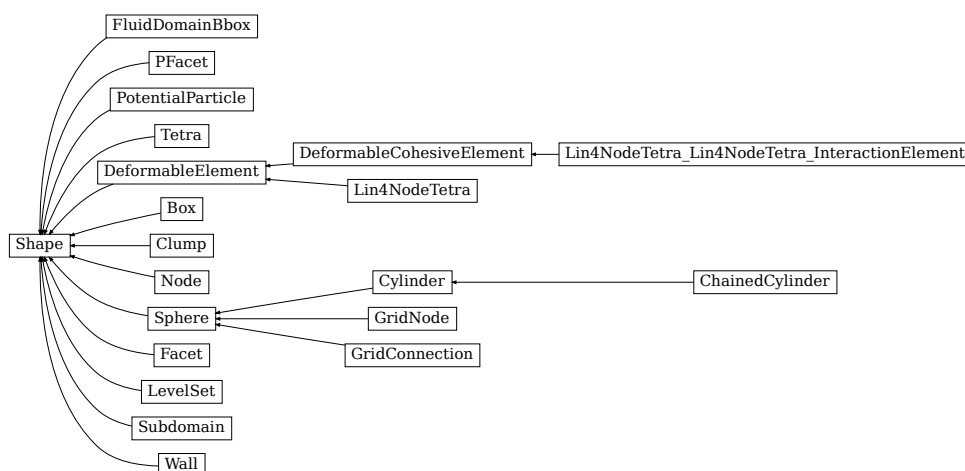 FluidDomainBbox
PFacet
PotentialParticle
Tetra
DeformableCohesiveElement
Lin4NodeTetra_Lin4NodeTetra_InteractionElement
DeformableElement
Lin4NodeTetra
Box
Shape
Clump
Node
Cylinder
ChainedCylinder
Sphere
GridNode
Facet
GridConnection
LevelSet
Subdomain
Wall